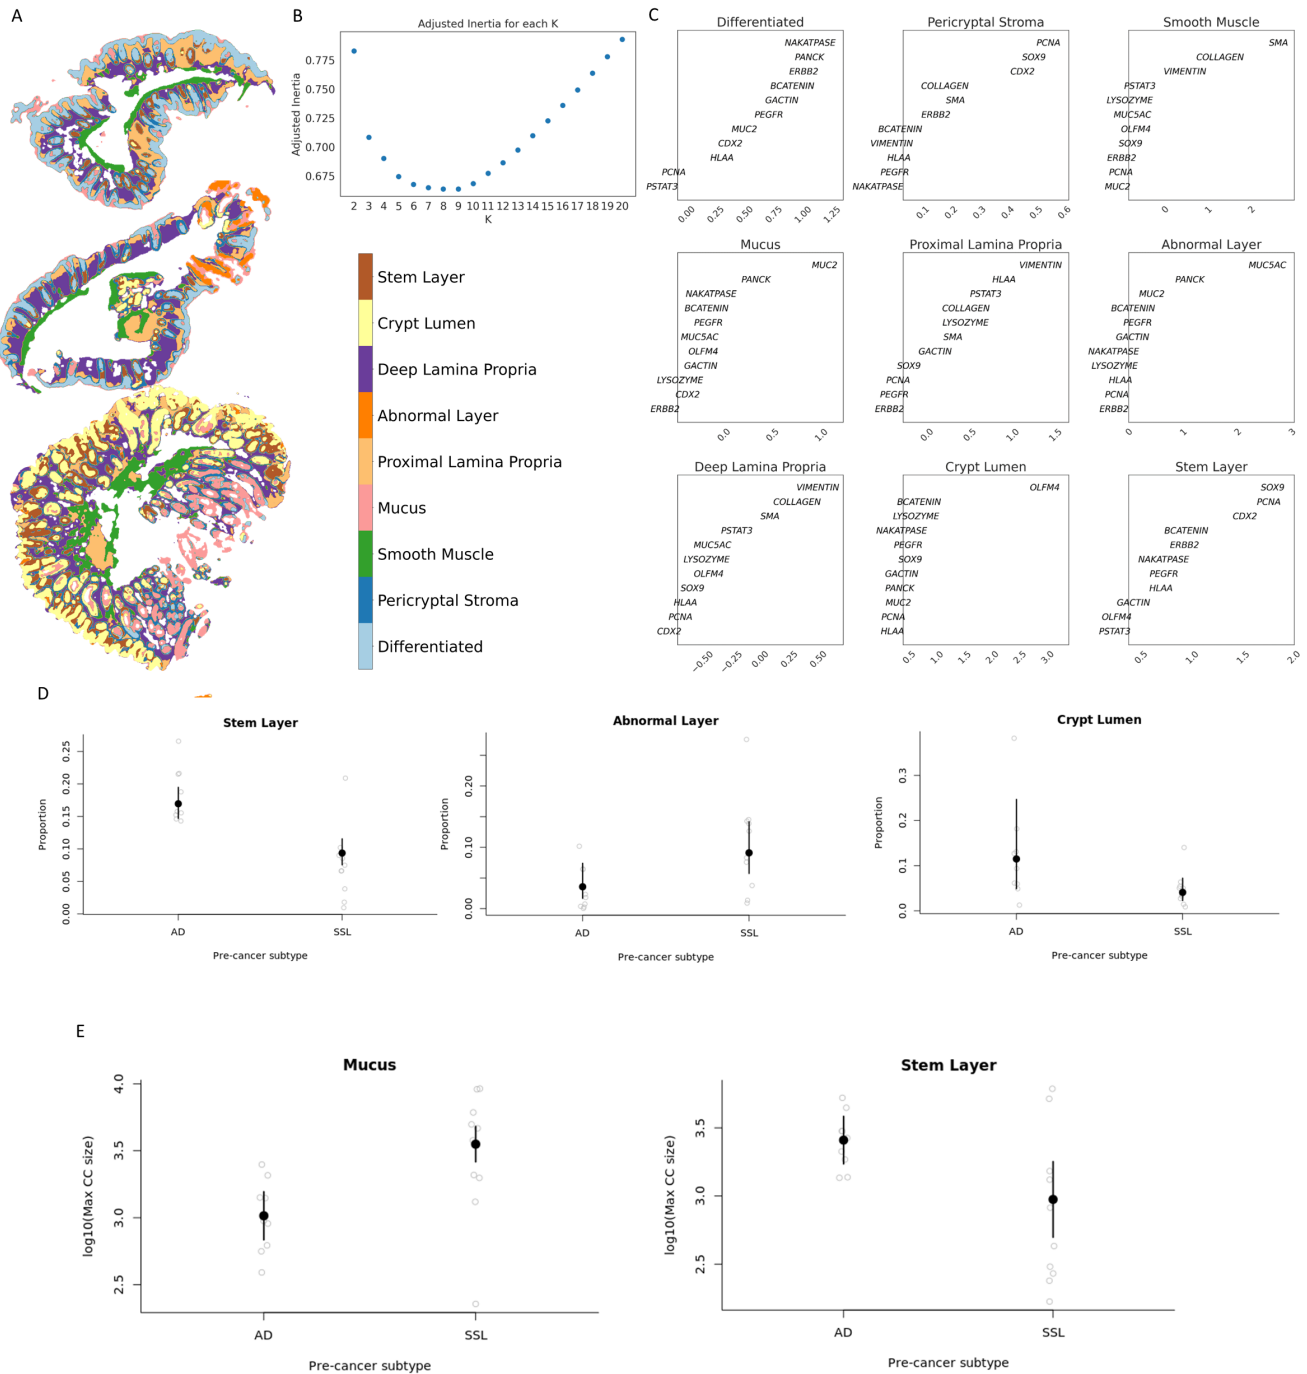 A
B
Adjusted Inertia for each K
Adjusted Inertia
0.775
0.750
0.725
0.700
0.675
2 3 4 5 6 7 8 9 10 11 12 13 14 15 16 17 18 19 20
K
Stem Layer
Crypt Lumen
Deep Lamina Propria
Abnormal Layer
Proximal Lamina Propria
Mucus
Smooth Muscle
Pericryptal Stroma
Differentiated
C
Differentiated
NAKATPASE
PANCK
ERBB2
BCATENIN
GACTIN
PEGFR
MUC2
CDX2
HLAA
PCNA
PSTAT3
0.00 0.25 0.50 0.75 1.00 1.25
Pericryptal Stroma
PCNA
SOX9
CDX2
COLLAGEN
SMA
ERBB2
BCATENIN
VIMENTIN
HLAA
PEGFR
NAKATPASE
0.1 0.2 0.3 0.4 0.5 0.6
Smooth Muscle
SMA
COLLAGEN
VIMENTIN
PSTAT3
LYSOZYME
MUC5AC
OLFM4
SOX9
ERBB2
PCNA
MUC2
0 1 2
Mucus
MUC2
PANCK
NAKATPASE
BCATENIN
PEGFR
MUC5AC
OLFM4
GACTIN
LYSOZYME
CDX2
ERBB2
0.0 0.5 1.0
Proximal Lamina Propria
VIMENTIN
HLAA
PSTAT3
COLLAGEN
LYSOZYME
SMA
GACTIN
SOX9
PCNA
PEGFR
ERBB2
0.0 0.5 1.0 1.5
Abnormal Layer
MUC5AC
PANCK
MUC2
BCATENIN
PEGFR
GACTIN
NAKATPASE
LYSOZYME
HLAA
PCNA
ERBB2
0 1 2 3
Deep Lamina Propria
VIMENTIN
COLLAGEN
SMA
PSTAT3
MUC5AC
LYSOZYME
OLFM4
SOX9
HLAA
PCNA
CDX2
−0.50 −0.25 0.00 0.25 0.50
Crypt Lumen
OLFM4
BCATENIN
LYSOZYME
NAKATPASE
PEGFR
SOX9
GACTIN
PANCK
MUC2
PCNA
HLAA
0.5 1.0 1.5 2.0 2.5 3.0
Stem Layer
SOX9
PCNA
CDX2
BCATENIN
ERBB2
NAKATPASE
PEGFR
HLAA
GACTIN
OLFM4
PSTAT3
0.5 1.0 1.5 2.0
D
Stem Layer
Proportion
0.25
0.20
0.15
0.10
0.05
0.00
AD SSL
Pre-cancer subtype
Abnormal Layer
Proportion
0.20
0.10
0.00
AD SSL
Pre-cancer subtype
Crypt Lumen
Proportion
0.3
0.2
0.1
0.0
AD SSL
Pre-cancer subtype
E
Mucus
log10(Max CC size)
4.0
3.5
3.0
2.5
AD SSL
Pre-cancer subtype
Stem Layer
log10(Max CC size)
3.5
3.0
2.5
AD SSL
Pre-cancer subtype